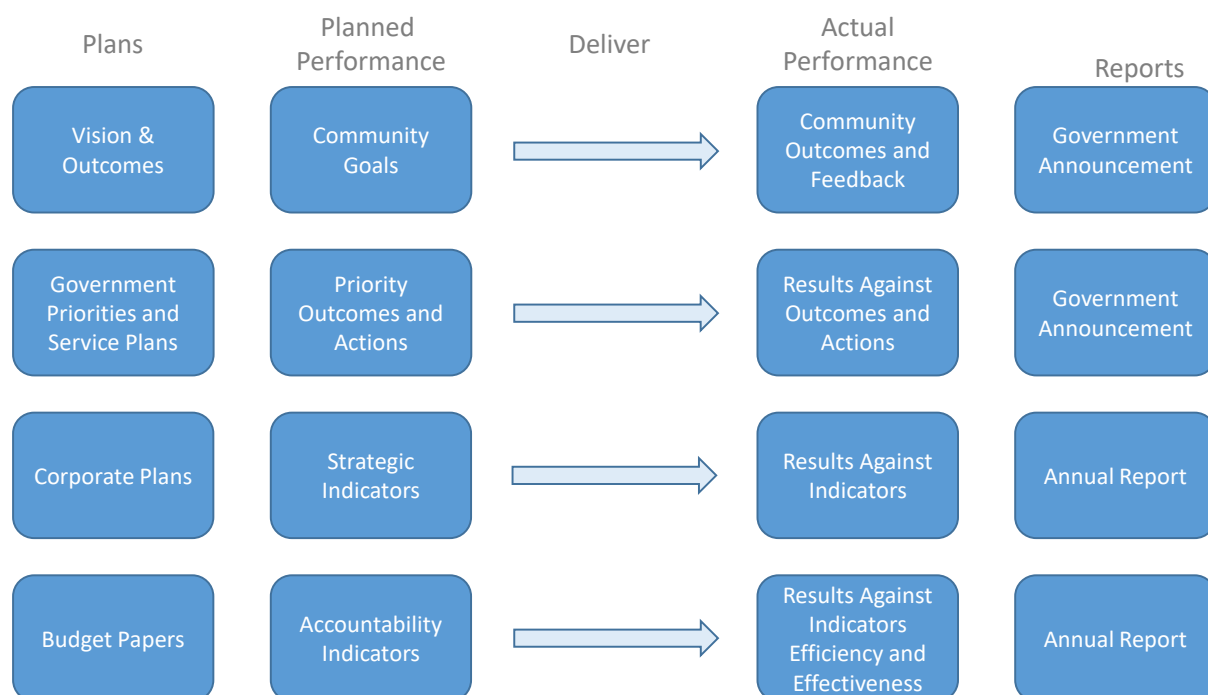 Plans
Planned
Performance
Deliver
Actual
Performance
Reports
Vision &
Outcomes
Community
Goals
Community
Outcomes and
Feedback
Government
Announcement
Government
Priorities and
Service Plans
Priority
Outcomes and
Actions
Results Against
Outcomes and
Actions
Government
Announcement
Corporate Plans
Strategic
Indicators
Results Against
Indicators
Annual Report
Budget Papers
Accountability
Indicators
Results Against
Indicators
Efficiency and
Effectiveness
Annual Report